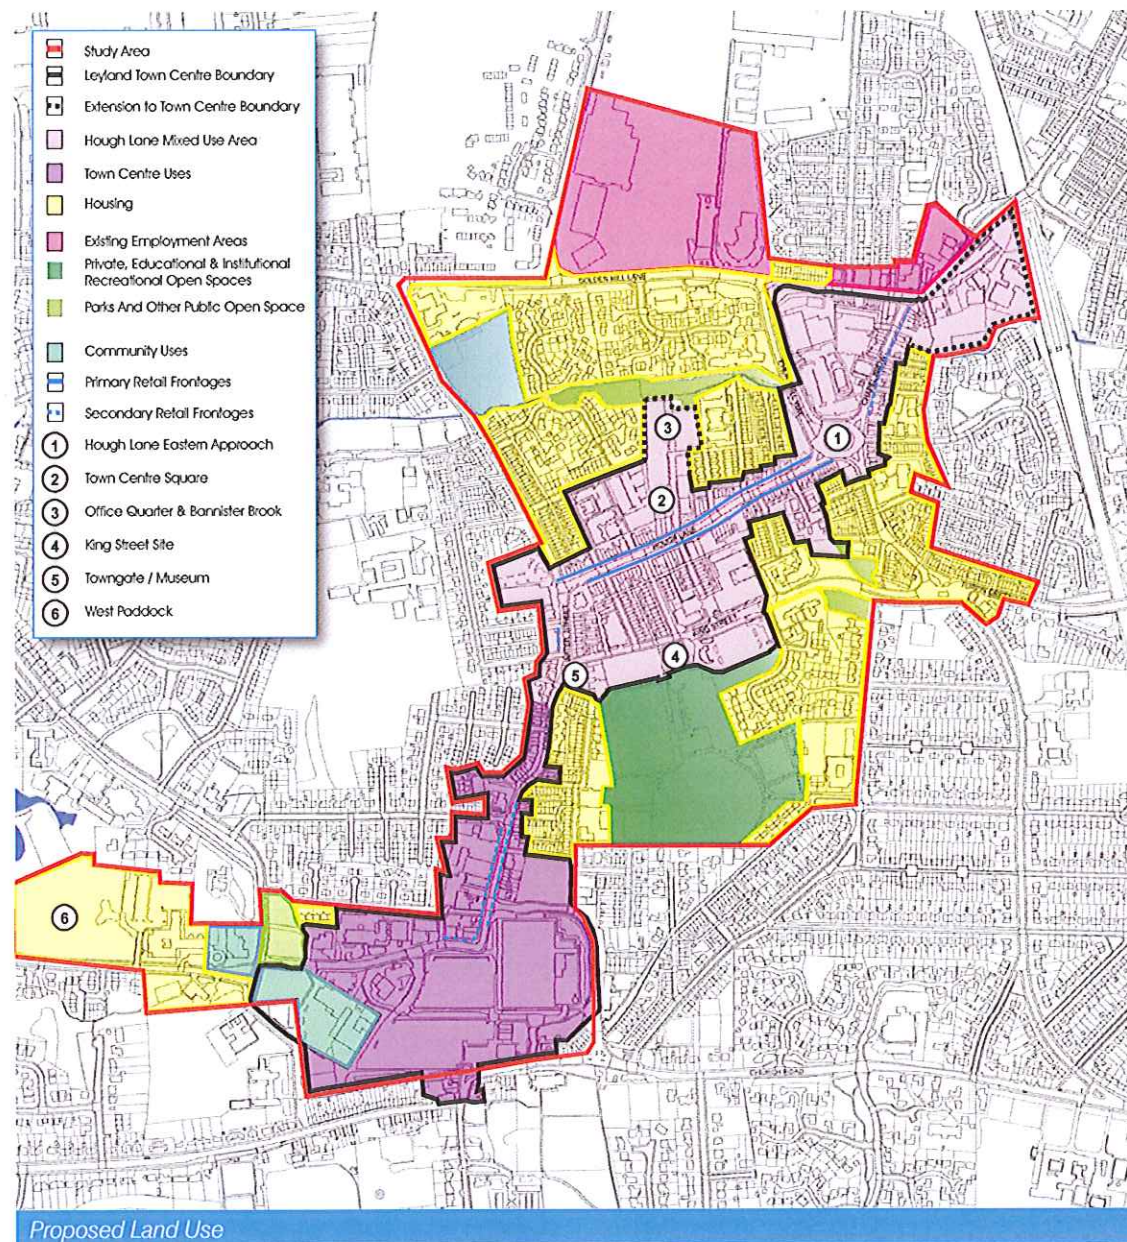 Study Area
Leyland Town Centre Boundary
Extension to Town Centre Boundary
Hough Lane Mixed Use Area
Town Centre Uses
Housing
Existing Employment Areas
Private, Educational & Institutional
Recreational Open Spaces
Parks And Other Public Open Space
Community Uses
Primary Retail Frontages
Secondary Retail Frontages
1 Hough Lane Eastern Approach
2 Town Centre Square
3 Office Quarter & Bannister Brook
4 King Street Site
5 Towngate / Museum
6 West Paddock
GOLDEN HILL LANE
1
3
2
HOUGH LANE
KING STREET
4
5
6
CHURCH ROAD
Proposed Land Use